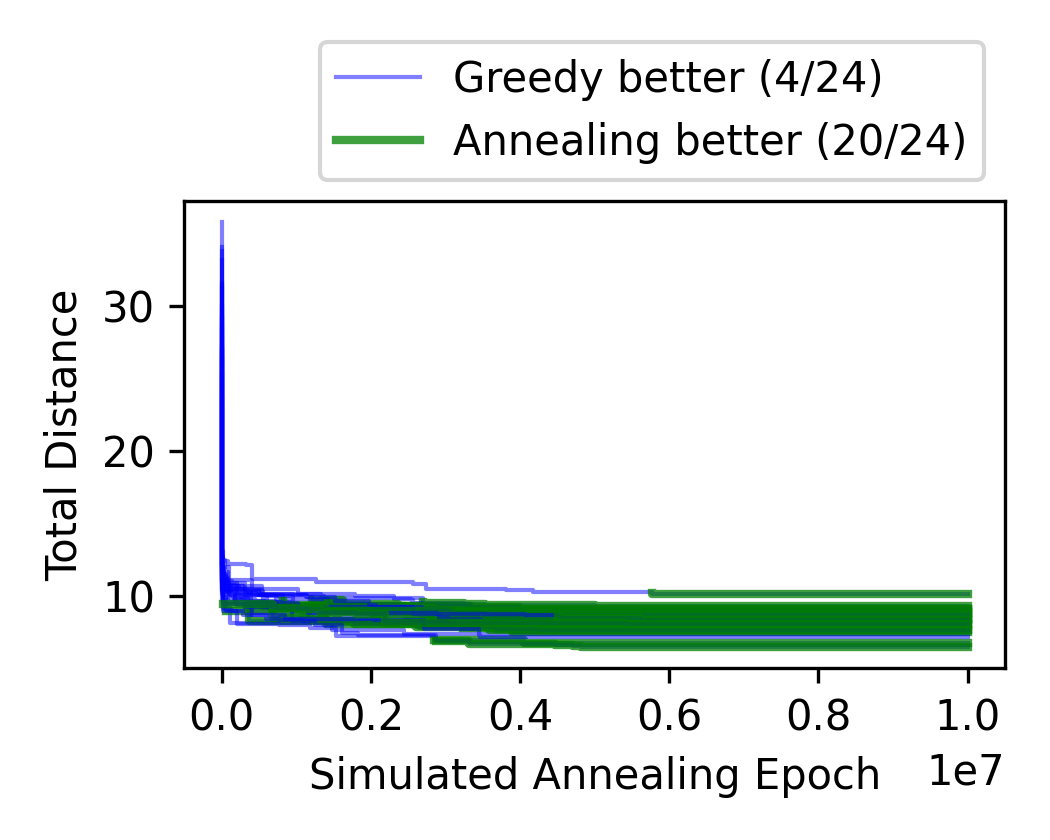 Greedy better (4/24)
Annealing better (20/24)
Total Distance
30
20
10
0.0 0.2 0.4 0.6 0.8 1.0
1e7
Simulated Annealing Epoch